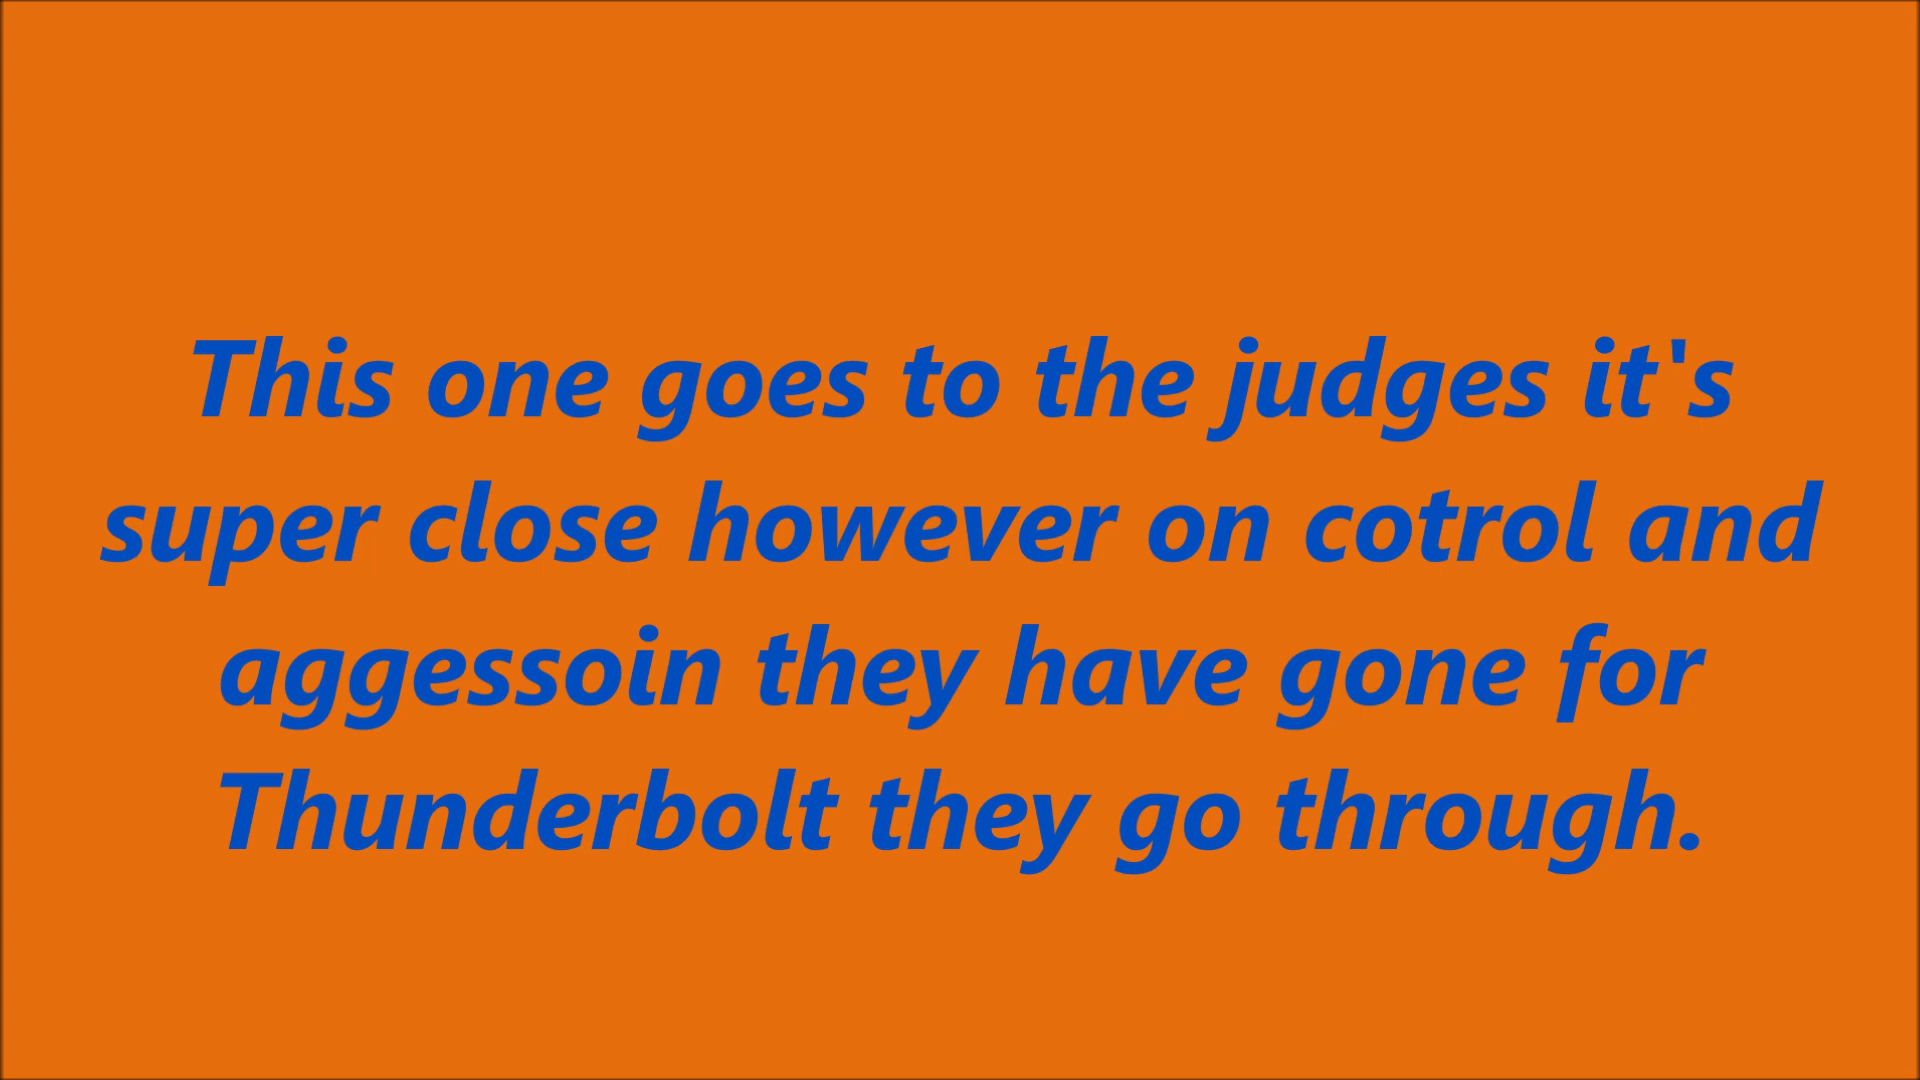 This one goes to the judges it's
super close however on cotrol and
aggessoin they have gone for
Thunderbolt they go through.